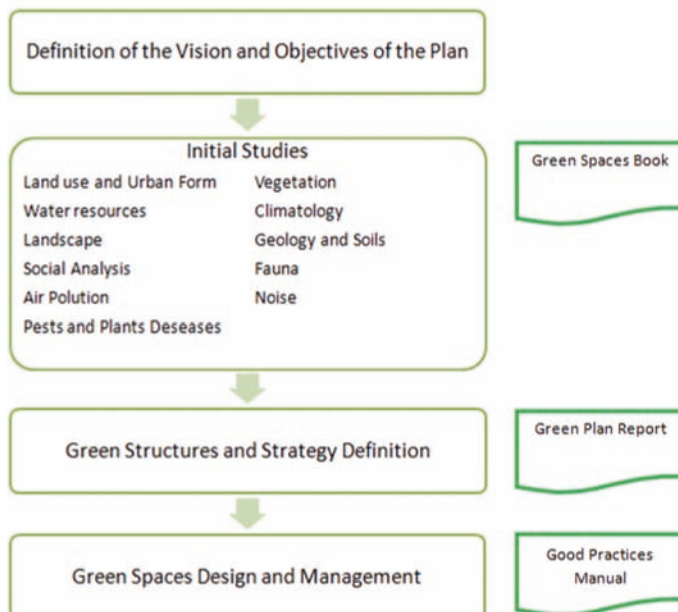 Definition of the Vision and Objectives of the Plan
Initial Studies
Land use and Urban Form
Water resources
Landscape
Social Analysis
Air Polution
Pests and Plants Deseases
Vegetation
Climatology
Geology and Soils
Fauna
Noise
Green Spaces Book
Green Structures and Strategy Definition
Green Plan Report
Green Spaces Design and Management
Good Practices
Manual